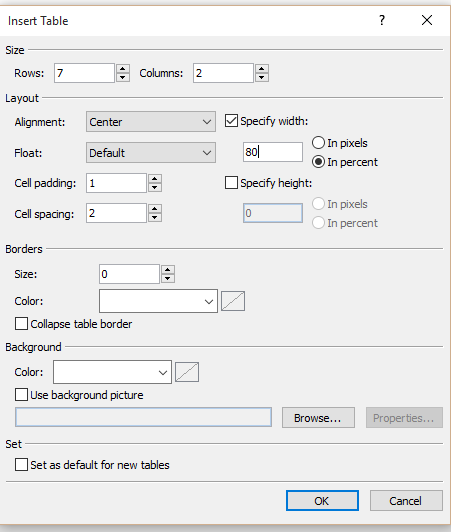 Insert Table ?
Size
Rows: 7 Columns: 2
Layout
Alignment: Center Specify width:
Float: Default 80 In pixels
In percent
Cell padding: 1 Specify height:
Cell spacing: 2 0 In pixels
In percent
Borders
Size: 0
Color:
Collapse table border
Background
Color:
Use background picture
Browse... Properties...
Set
Set as default for new tables
OK Cancel